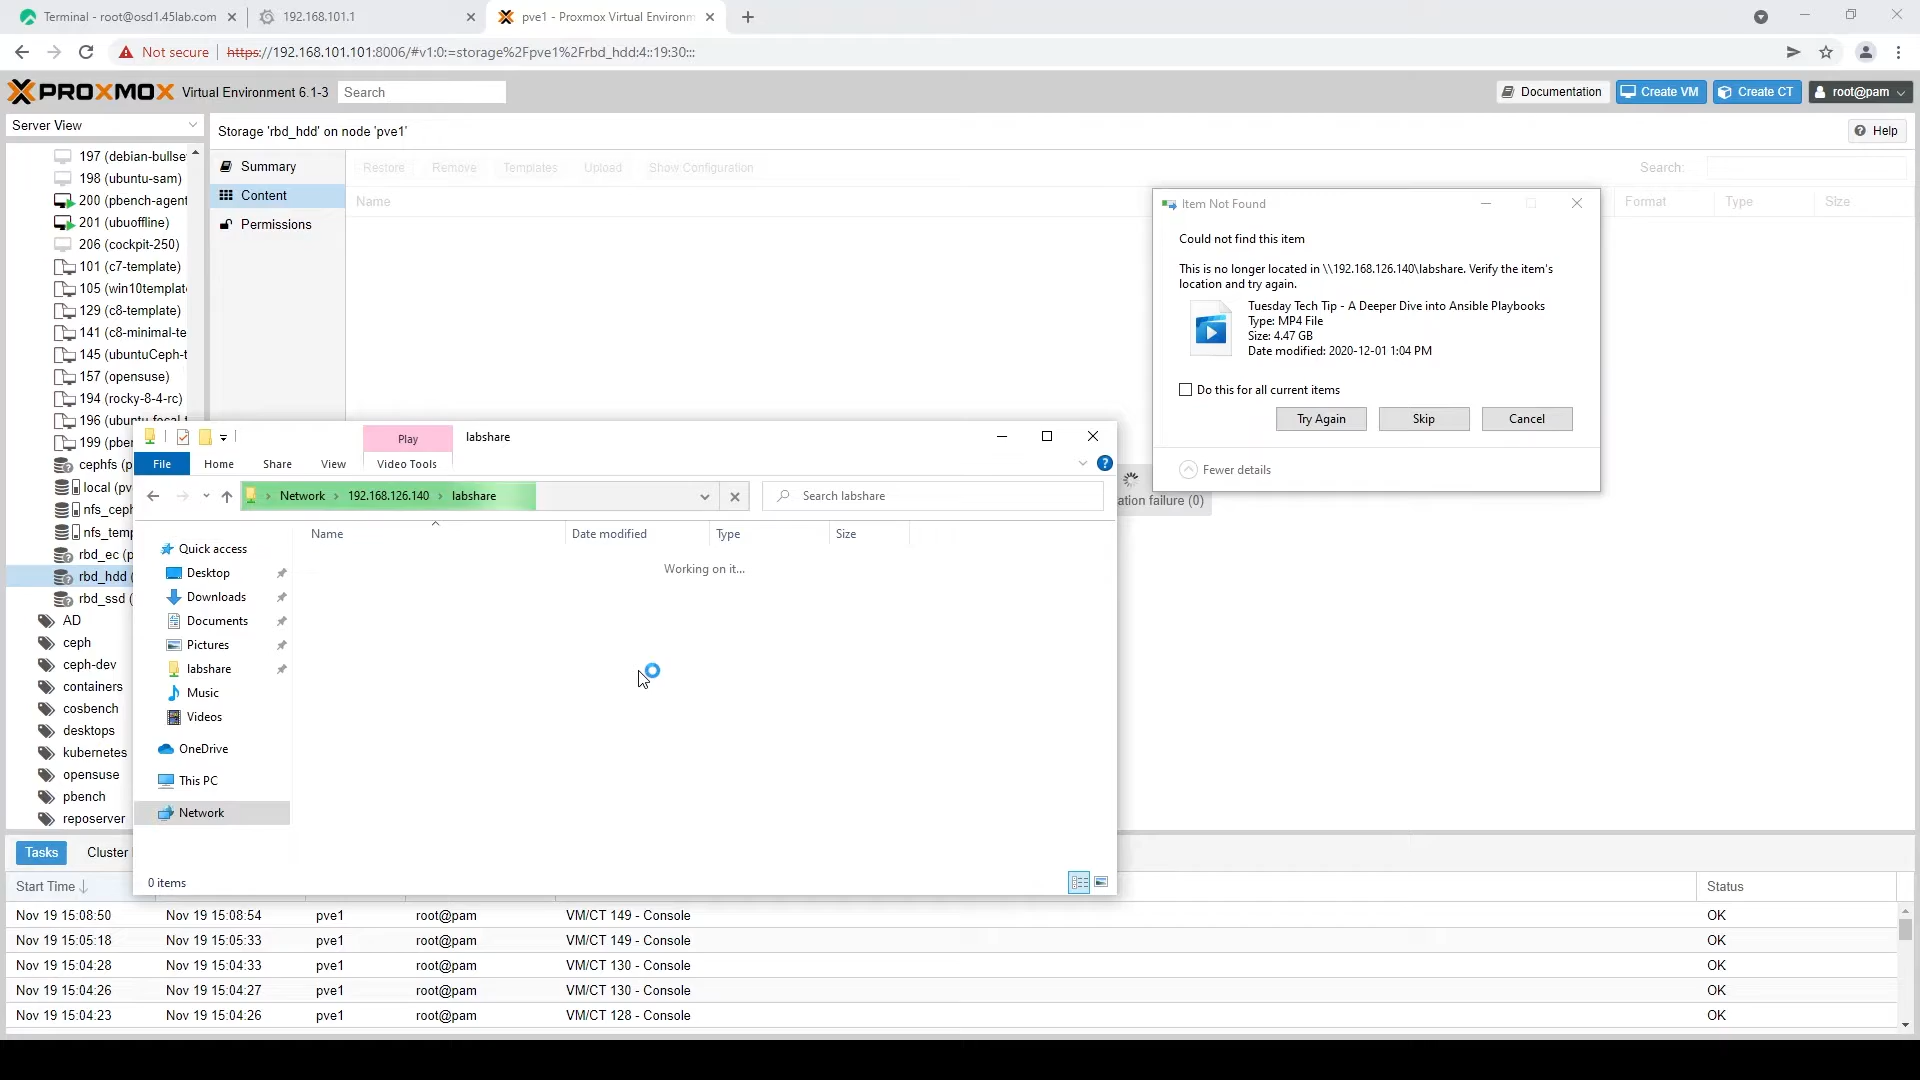 Terminal - root@osd1.45lab.com
192.168.101.1
pve1 - Proxmox Virtual Environm
Not secure
https://192.168.101.101:8006/#v1:0:=storage%2Fpve1%2Frbd_hdd:4::19:30:::
PROXMOX Virtual Environment 6.1-3
Search
Documentation
Create VM
Create CT
root@pam
Server View
Storage 'rbd_hdd' on node 'pve1'
Help
197 (debian-bullse
198 (ubuntu-sam)
200 (pbench-agent
201 (ubuoffline)
206 (cockpit-250)
101 (c7-template)
105 (win10templat
129 (c8-template)
141 (c8-minimal-te
145 (ubuntuCeph-t
157 (opensuse)
194 (rocky-8-4-rc)
196 (ubuntu-focal-t
199 (pber
cephfs (p
local (pv
nfs_ceph
nfs_temp
rbd_ec (p
rbd_hdd (
rbd_ssd (
AD
ceph
ceph-dev
containers
cosbench
desktops
kubernetes
opensuse
pbench
reposerver
Summary
Content
Permissions
Restore
Remove
Templates
Upload
Show Configuration
Search:
Name
Format
Type
Size
Item Not Found
Could not find this item
This is no longer located in \\192.168.126.140\labshare. Verify the item's
location and try again.
Tuesday Tech Tip - A Deeper Dive into Ansible Playbooks
Type: MP4 File
Size: 4.47 GB
Date modified: 2020-12-01 1:04 PM
Do this for all current items
Try Again
Skip
Cancel
Fewer details
ation failure (0)
Play
labshare
File
Home
Share
View
Video Tools
Network
192.168.126.140
labshare
Search labshare
Name
Date modified
Type
Size
Working on it...
Quick access
Desktop
Downloads
Documents
Pictures
labshare
Music
Videos
OneDrive
This PC
Network
0 items
Tasks
Cluster
Start Time
Status
Nov 19 15:08:50 Nov 19 15:08:54 pve1 root@pam VM/CT 149 - Console OK
Nov 19 15:05:18 Nov 19 15:05:33 pve1 root@pam VM/CT 149 - Console OK
Nov 19 15:04:28 Nov 19 15:04:33 pve1 root@pam VM/CT 130 - Console OK
Nov 19 15:04:26 Nov 19 15:04:27 pve1 root@pam VM/CT 130 - Console OK
Nov 19 15:04:23 Nov 19 15:04:26 pve1 root@pam VM/CT 128 - Console OK